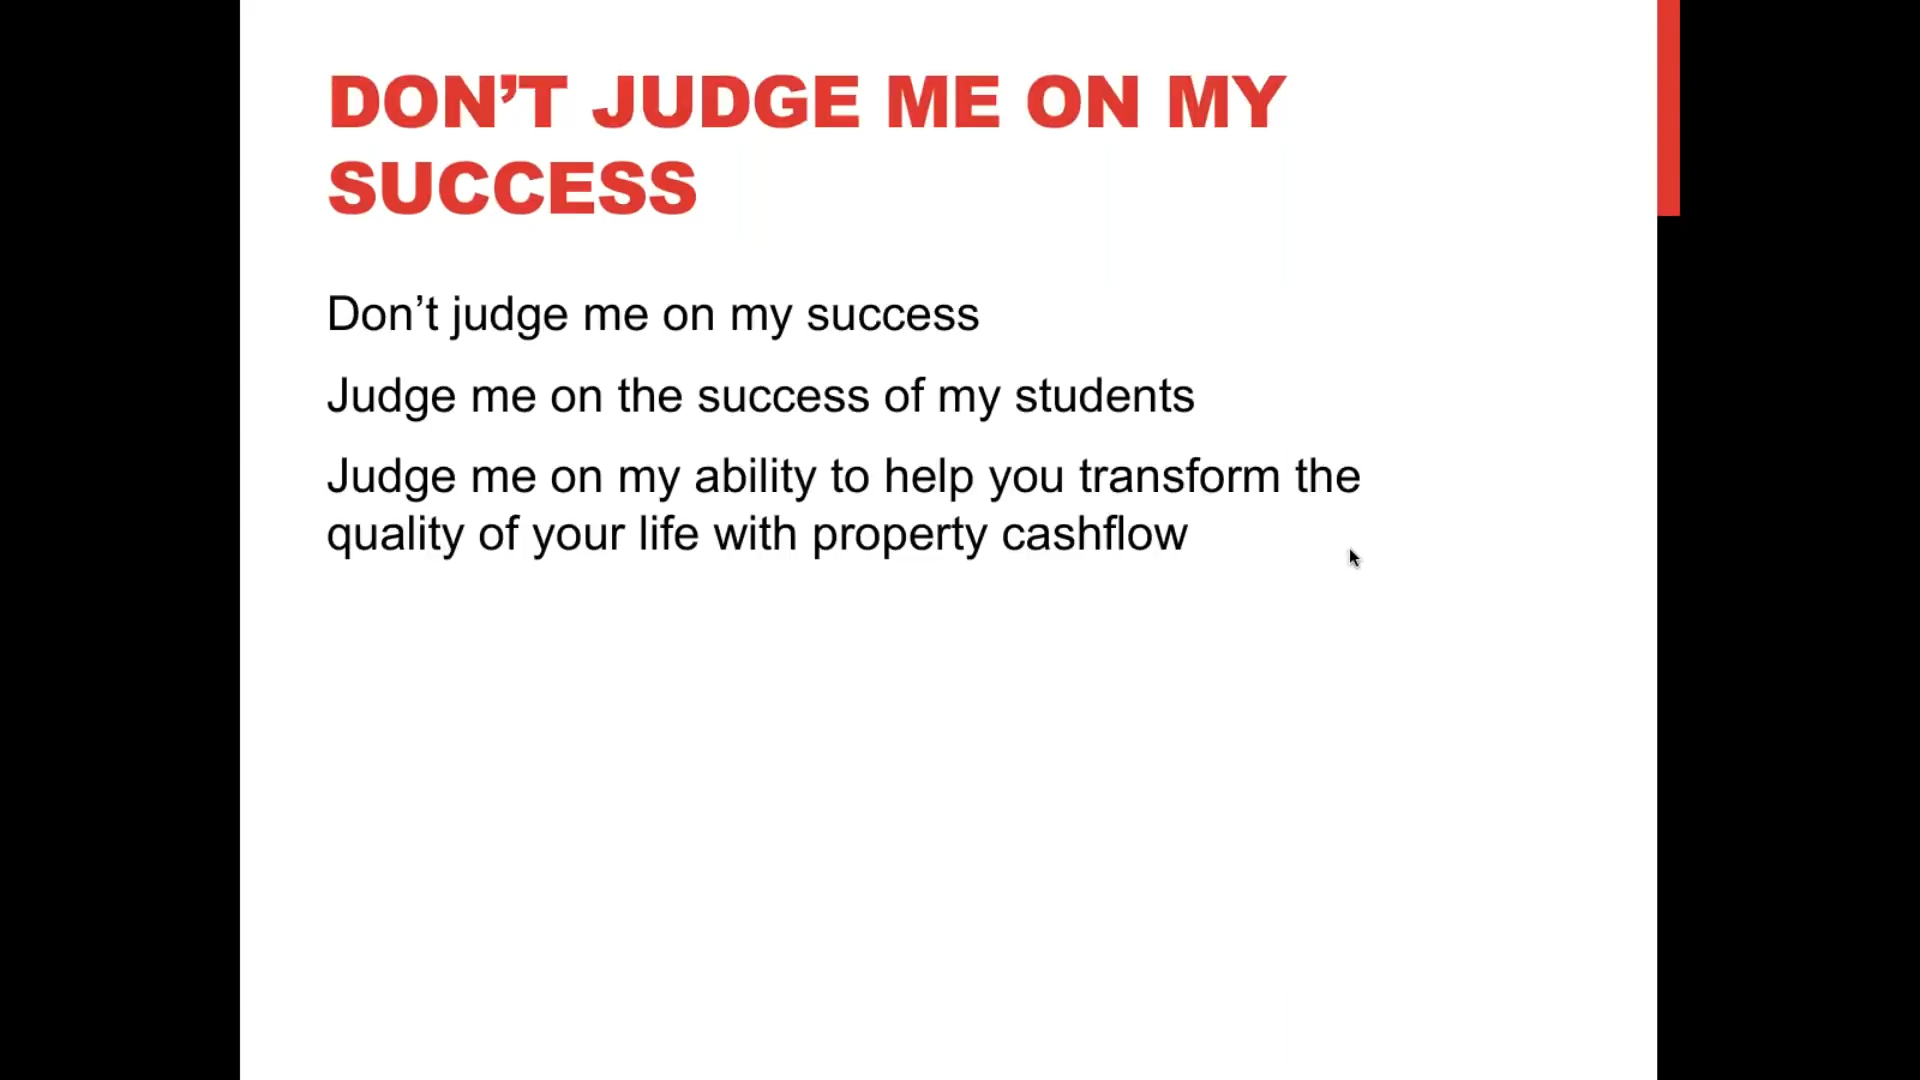 DON’T JUDGE ME ON MY
SUCCESS
Don’t judge me on my success
Judge me on the success of my students
Judge me on my ability to help you transform the
quality of your life with property cashflow